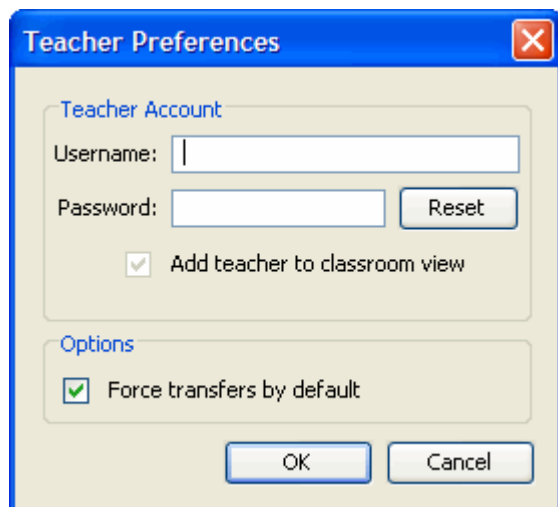 Teacher Preferences
Teacher Account
Username:
Password:
Reset
Add teacher to classroom view
Options
Force transfers by default
OK
Cancel